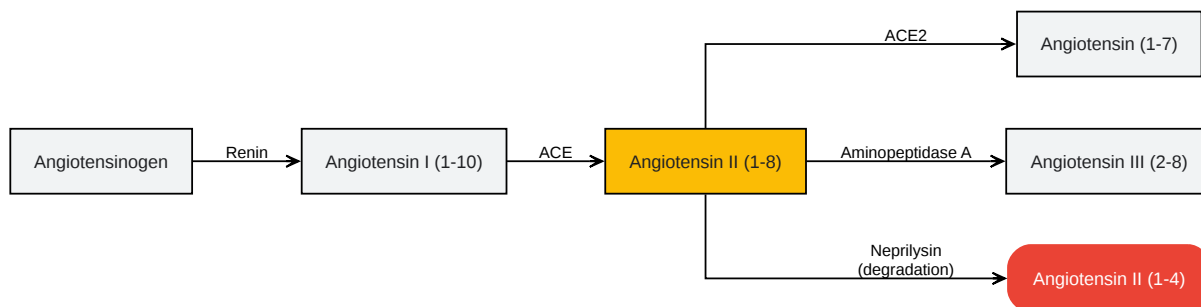 ACE2
Angiotensin (1-7)
Angiotensinogen
Renin
Angiotensin I (1-10)
ACE
Angiotensin II (1-8)
Aminopeptidase A
Angiotensin III (2-8)
Neprilysin
(degradation)
Angiotensin II (1-4)